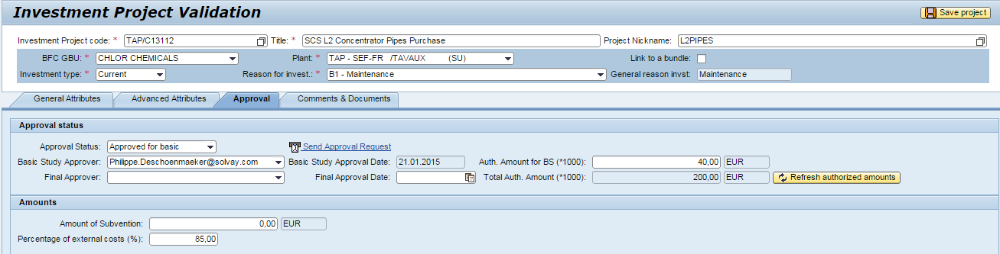 Investment Project Validation Save project
Investment Project code: * TAP/C13112 Title: * SCS L2 Concentrator Pipes Purchase Project Nickname: L2PIPES
BFC GBU: * CHLOR CHEMICALS Plant: * TAP - SEF-FR /TAVAUX (SU) Link to a bundle:
Investment type: * Current Reason for invest.: * B1 - Maintenance General reason invst: Maintenance
General Attributes Advanced Attributes Approval Comments & Documents
Approval status
Approval Status: Approved for basic Send Approval Request
Basic Study Approver: Philippe.Deschoenmaeker@solvay.com Basic Study Approval Date: 21.01.2015 Auth. Amount for BS (*1000): 40,00 EUR
Final Approver: Final Approval Date: Total Auth. Amount (*1000): 200,00 EUR Refresh authorized amounts
Amounts
Amount of Subvention: 0,00 EUR
Percentage of external costs (%): 85,00